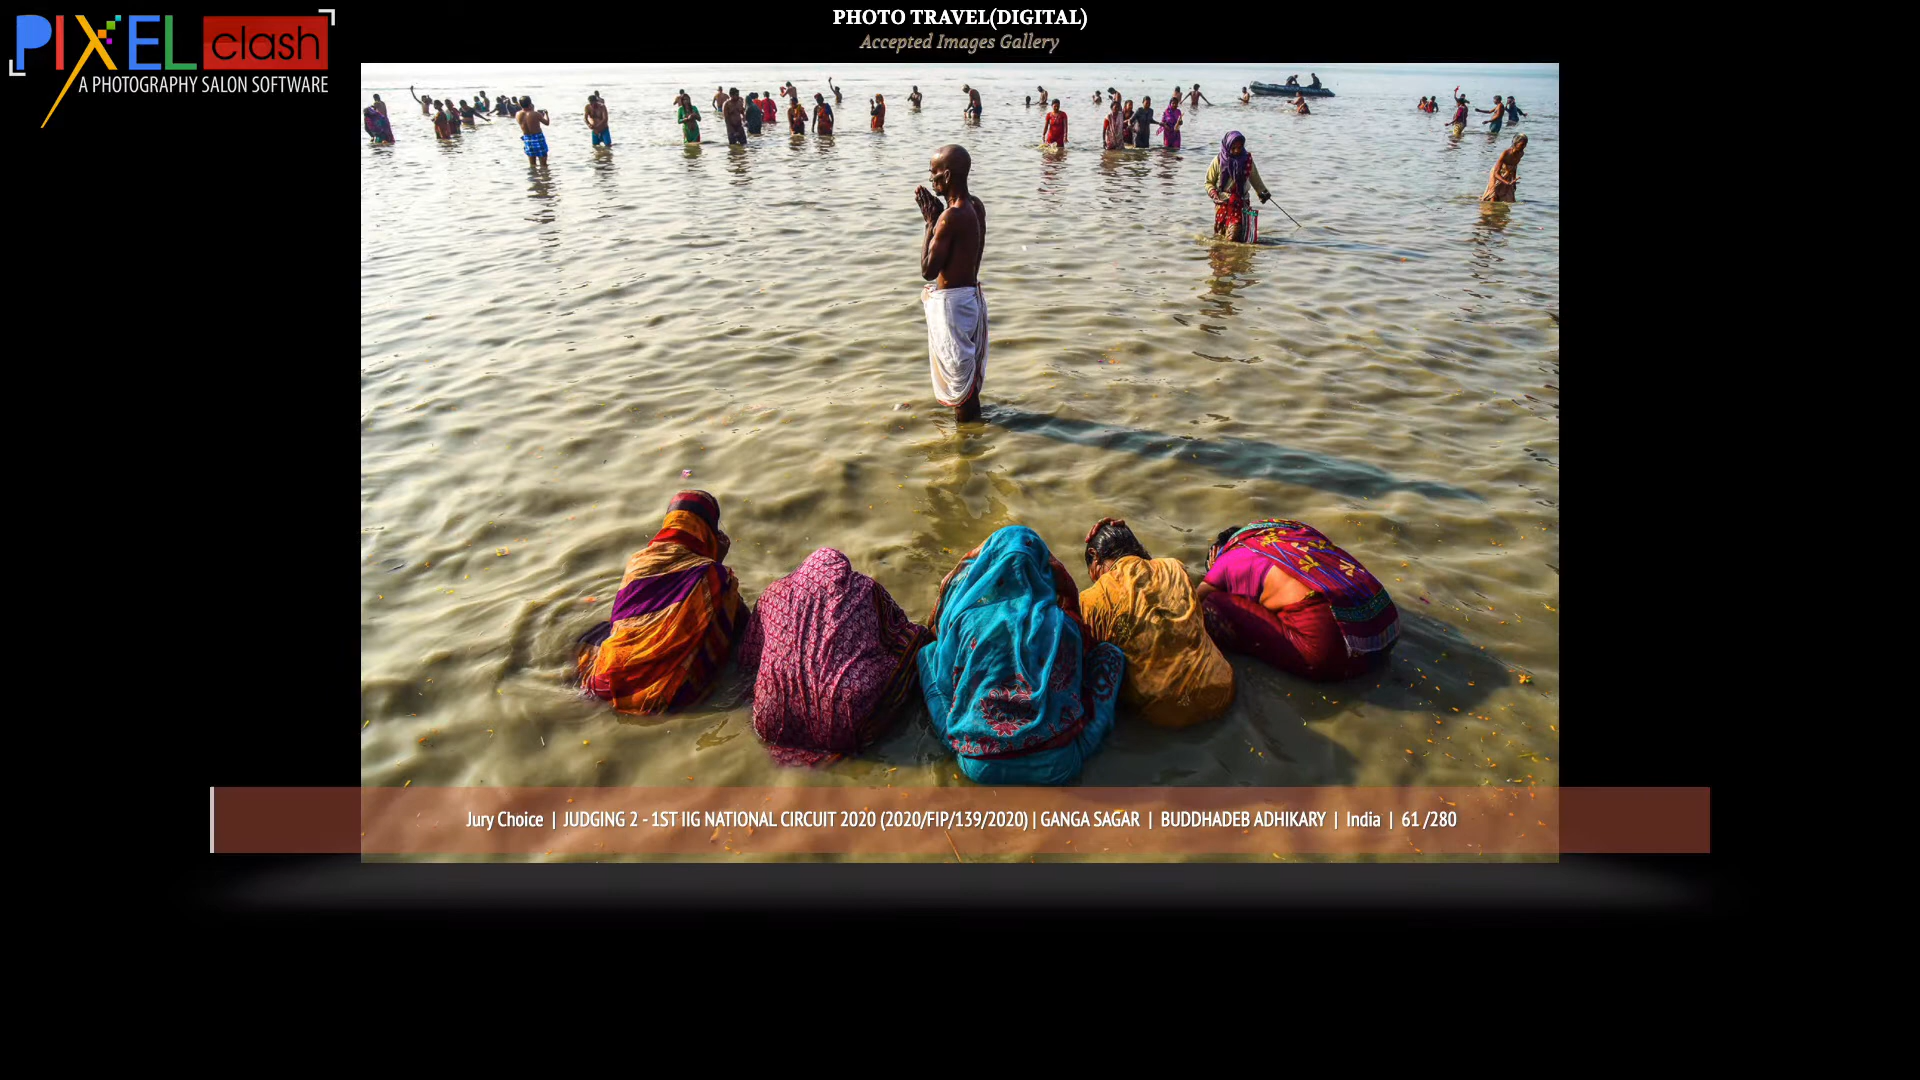 PIXEL clash
A PHOTOGRAPHY SALON SOFTWARE
PHOTO TRAVEL(DIGITAL)
Accepted Images Gallery
Jury Choice | JUDGING 2 - 1ST IIG NATIONAL CIRCUIT 2020 (2020/FIP/139/2020) | GANGA SAGAR | BUDDHADEB ADHIKARY | India | 61 /280